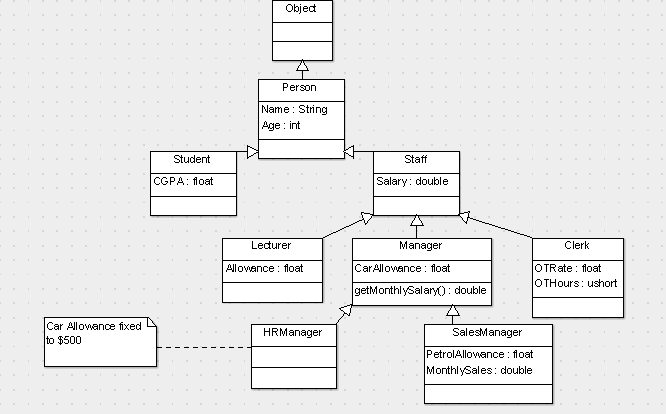 Object
Person
Name : String
Age : int
Student
CGPA : float
Staff
Salary : double
Lecturer
Allowance : float
Manager
CarAllowance : float
getMonthlySalary() : double
Clerk
OTRate : float
OTHours : ushort
Car Allowance fixed
to $500
HRManager
SalesManager
PetrolAllowance : float
MonthlySales : double